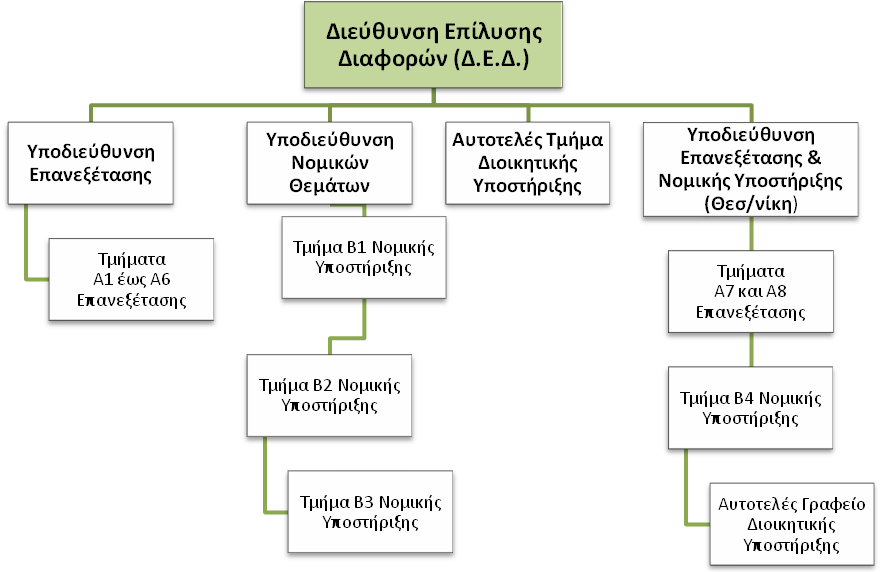 Διεύθυνση Επίλυσης
Διαφορών (Δ.Ε.Δ.)
Υποδιεύθυνση
Επανεξέτασης
Τμήματα
Α1 έως Α6
Επανεξέτασης
Υποδιεύθυνση
Νομικών
Θεμάτων
Τμήμα Β1 Νομικής
Υποστήριξης
Τμήμα Β2 Νομικής
Υποστήριξης
Τμήμα Β3 Νομικής
Υποστήριξης
Αυτοτελές Τμήμα
Διοικητικής
Υποστήριξης
Υποδιεύθυνση
Επανεξέτασης &
Νομικής Υποστήριξης
(Θεσ/νίκη)
Τμήματα
Α7 και Α8
Επανεξέτασης
Τμήμα Β4 Νομικής
Υποστήριξης
Αυτοτελές Γραφείο
Διοικητικής
Υποστήριξης